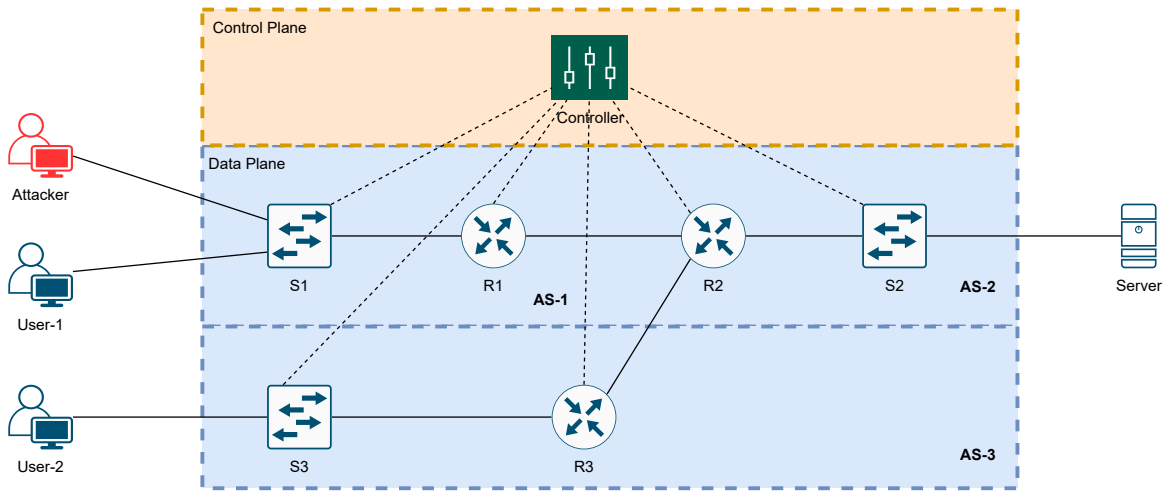 Control Plane
Controller
Data Plane
Attacker
S1
R1
R2
S2
Server
AS-1
AS-2
User-1
S3
R3
AS-3
User-2